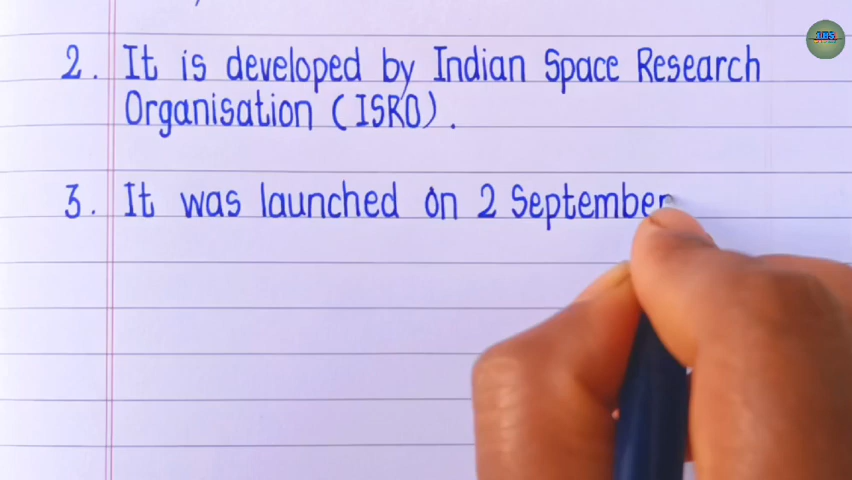 2. It is developed by Indian Space Research
Organisation (ISRO).
3. It was launched on 2 September